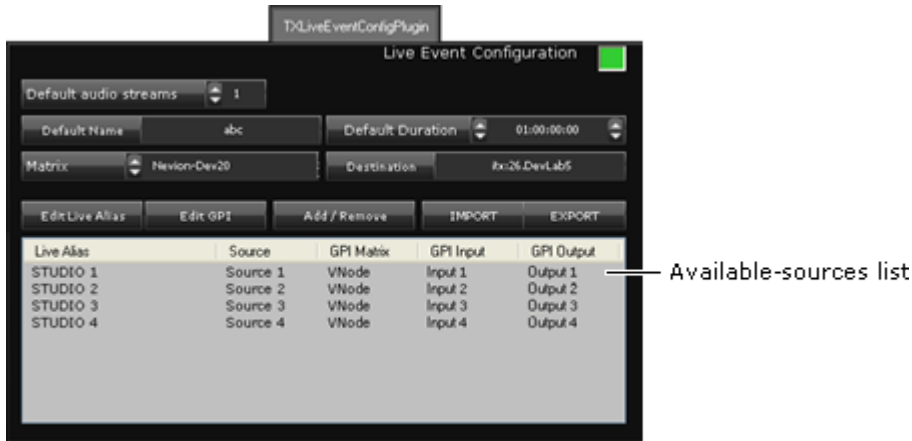 TXLiveEventConfigPlugin
Live Event Configuration
Default audio streams 1
Default Name abc Default Duration 01:00:00:00
Matrix Nevion-Dev20 Destination itx:26.DevLab5
Edit Live Alias Edit GPI Add / Remove IMPORT EXPORT
Live Alias Source GPI Matrix GPI Input GPI Output
STUDIO 1 Source 1 VNode Input 1 Output 1
STUDIO 2 Source 2 VNode Input 2 Output 2
STUDIO 3 Source 3 VNode Input 3 Output 3
STUDIO 4 Source 4 VNode Input 4 Output 4
Available-sources list